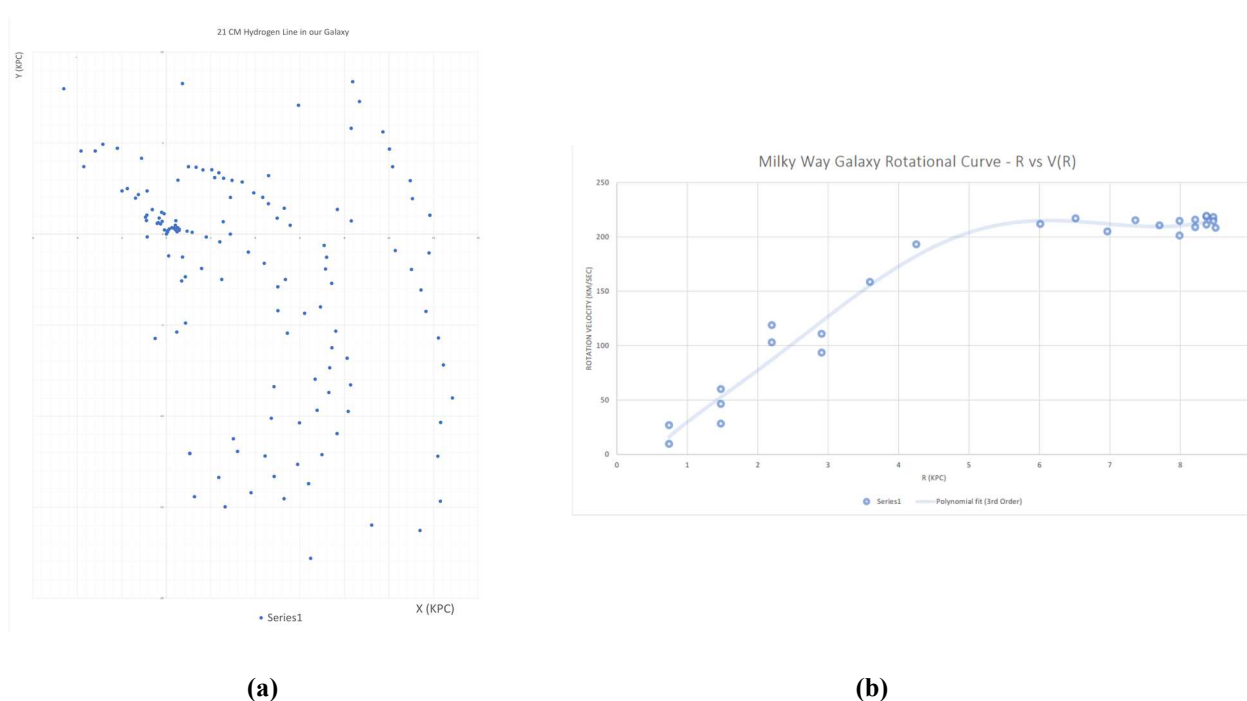 21 CM Hydrogen Line in our Galaxy
Y (KPC)
X (KPC)
Series1
(a)
Milky Way Galaxy Rotational Curve - R vs V(R)
ROTATION VELOCITY (KM/SEC)
250
200
150
100
50
0
0 1 2 3 4 5 6 7 8
R (KPC)
Series1 Polynomial fit (3rd Order)
(b)